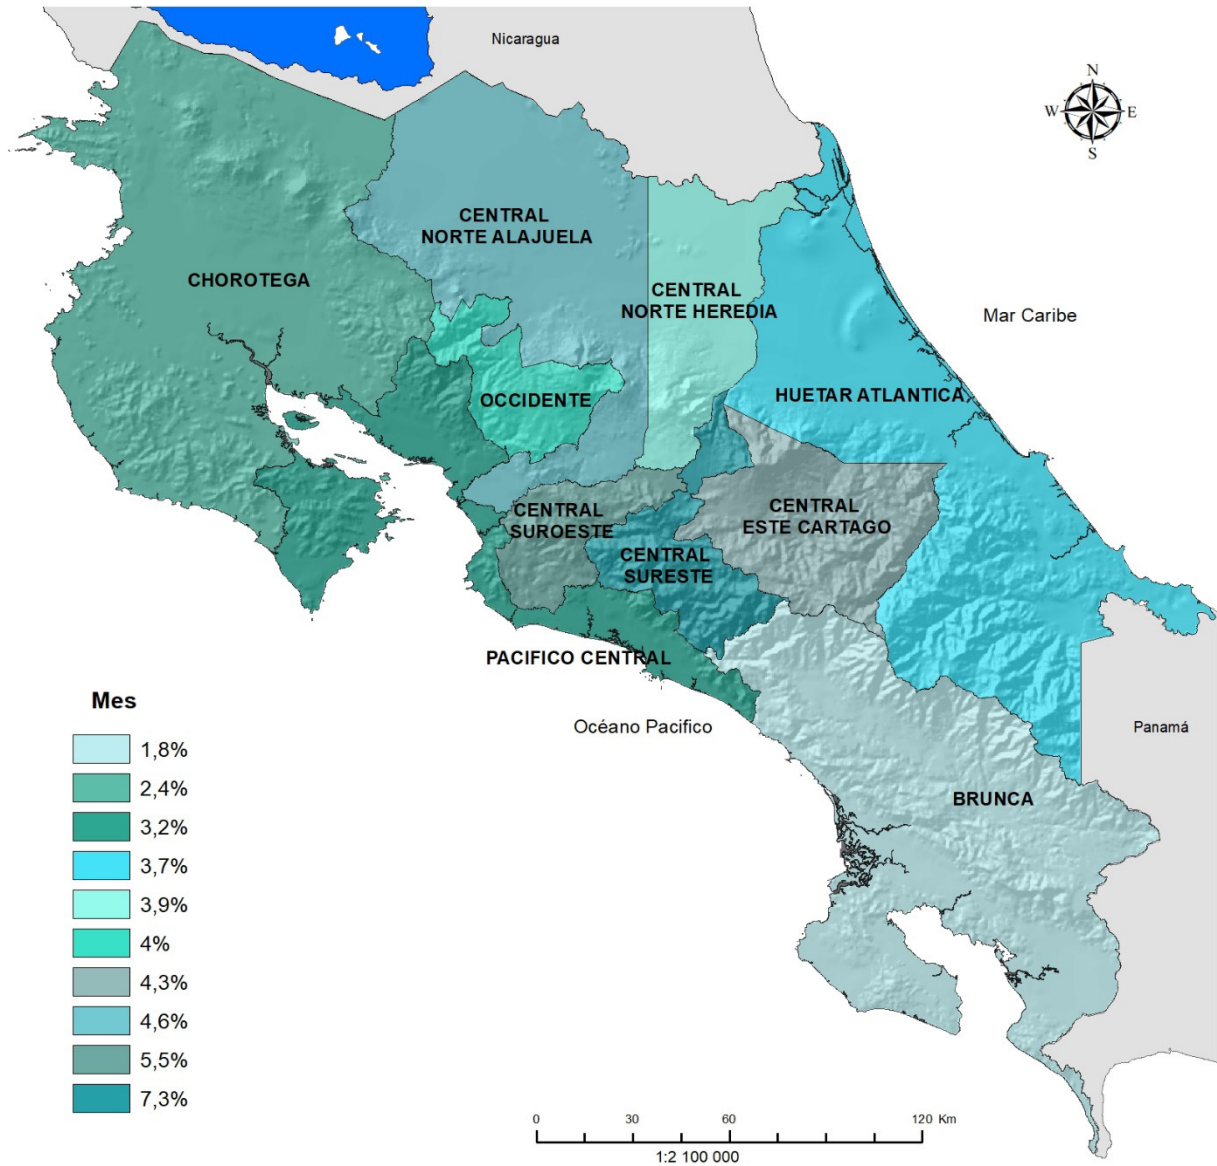 Nicaragua
N
W
E
S
CENTRAL
NORTE ALAJUELA
CHOROTEGA
CENTRAL
NORTE HEREDIA
Mar Caribe
HUETAR ATLANTICA
OCCIDENTE
CENTRAL
SUROESTE
CENTRAL
ESTE CARTAGO
CENTRAL
SURESTE
PACIFICO CENTRAL
Océano Pacifico
Panamá
BRUNCA
Mes
1,8%
2,4%
3,2%
3,7%
3,9%
4%
4,3%
4,6%
5,5%
7,3%
0 30 60 120 Km
1:2 100 000